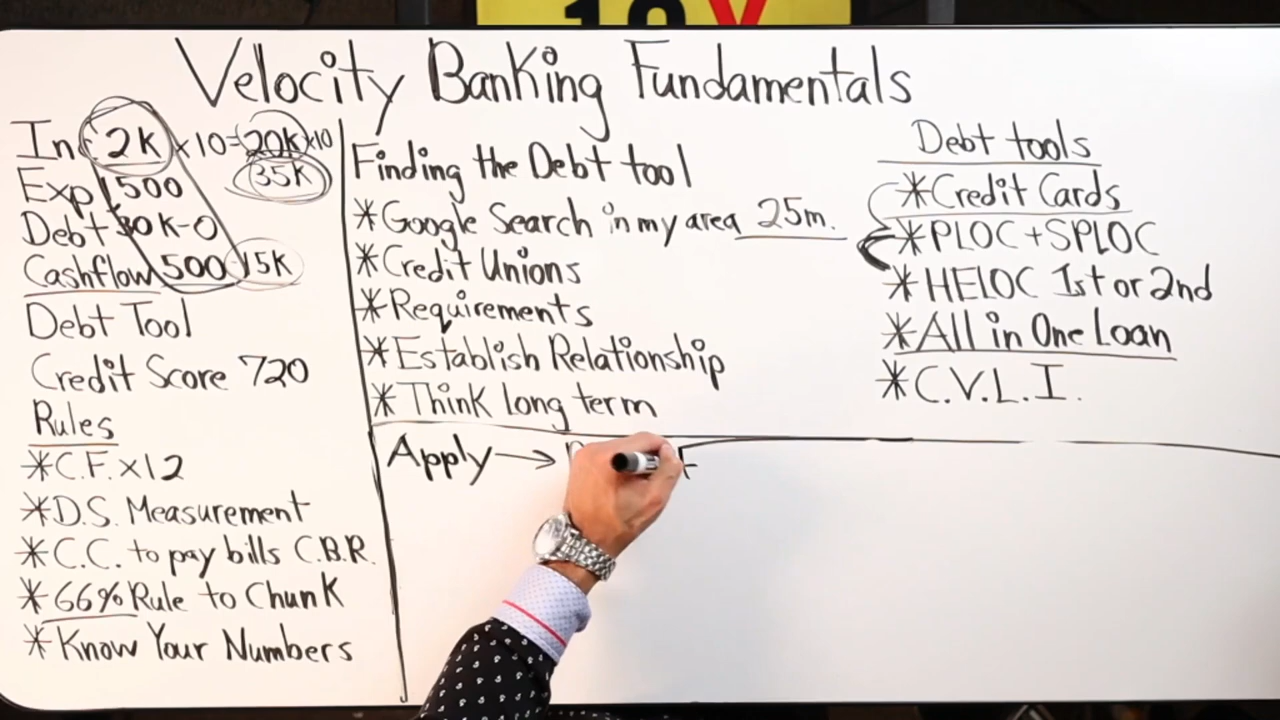 10X
Velocity Banking Fundamentals
Inc 2K x10=20K x10
35K
Exp 1500
Debt 30K-0
Cashflow 500 15K
Debt Tool
Credit Score 720
Rules
*C.F. x12
*D.S. Measurement
*C.C. to pay bills C.B.R.
*66% Rule to Chunk
*Know Your Numbers
Finding the Debt tool
*Google Search in my area 25m.
*Credit Unions
*Requirements
*Establish Relationship
*Think long term
Debt tools
*Credit Cards
*PLOC+SPLOC
*HELOC 1st or 2nd
*All in One Loan
*C.V.L.I.
Apply→